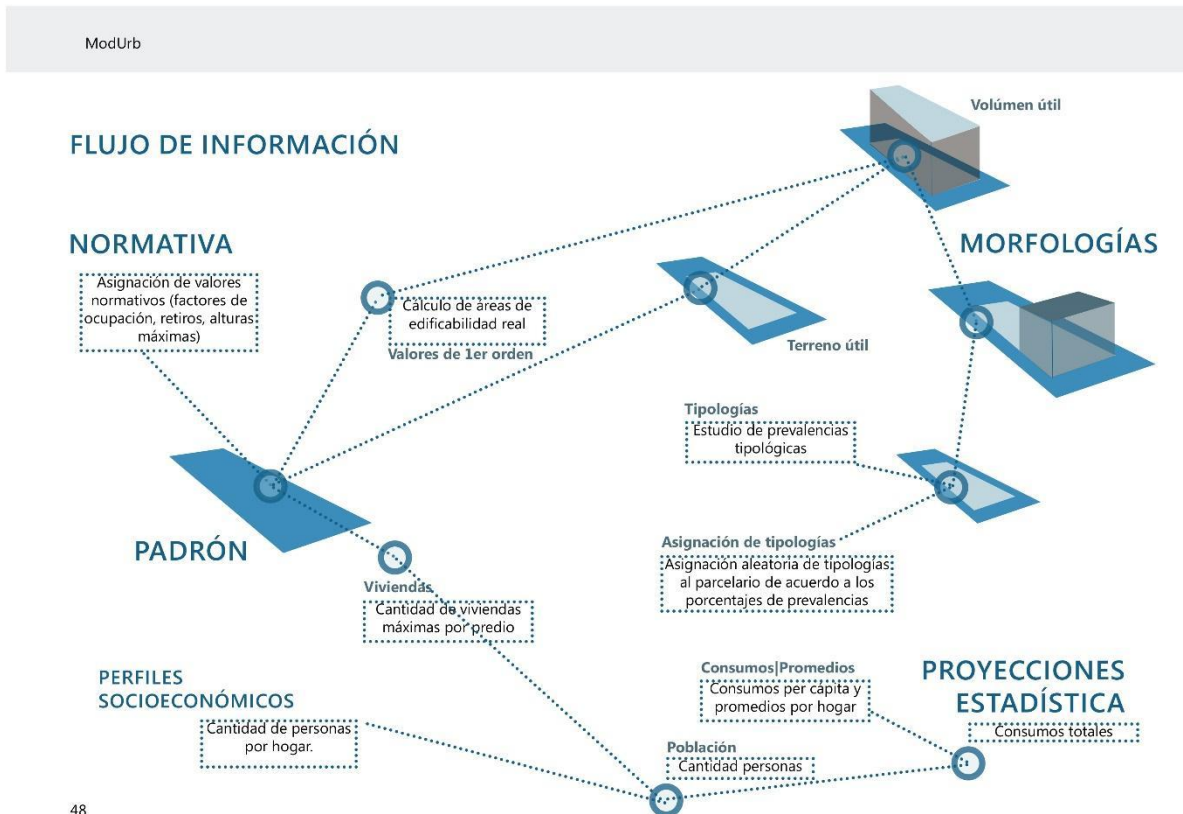 ModUrb
FLUJO DE INFORMACIÓN
Volúmen útil
NORMATIVA
Asignación de valores
normativos (factores de
ocupación, retiros, alturas
máximas)
MORFOLOGÍAS
Cálculo de áreas de
edificabilidad real
Valores de 1er orden
Terreno útil
Tipologías
Estudio de prevalencias
tipológicas
PADRÓN
Asignación de tipologías
Asignación aleatoria de tipologías
al parcelario de acuerdo a los
porcentajes de prevalencias
Viviendas
Cantidad de viviendas
máximas por predio
PERFILES
SOCIOECONÓMICOS
Cantidad de personas
por hogar.
Consumos|Promedios
Consumos per cápita y
promedios por hogar
PROYECCIONES
ESTADÍSTICA
Consumos totales
Población
Cantidad personas
48